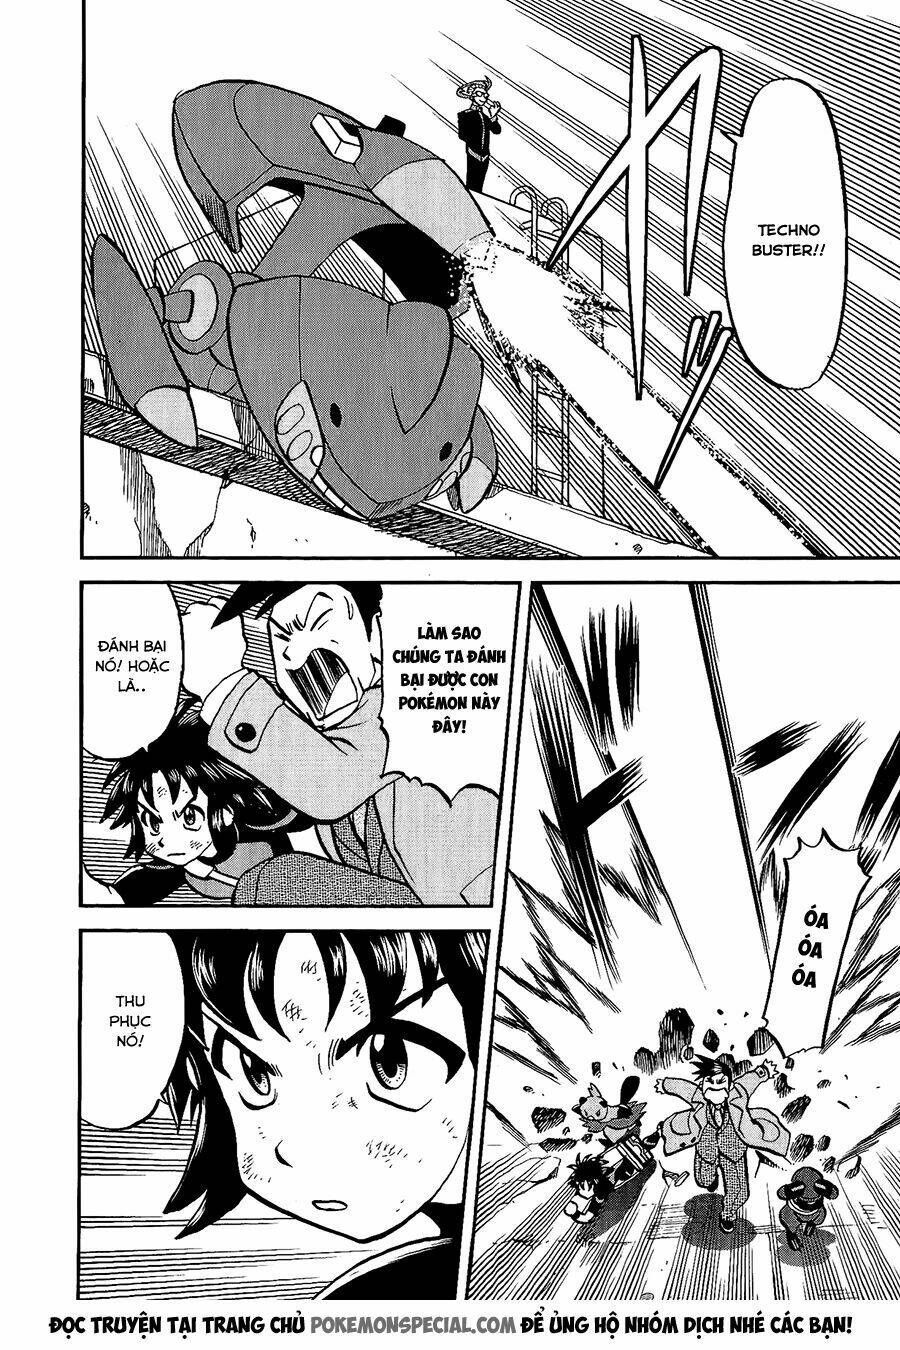 TECHNO
BUSTER!!
ÓA
ÓA
ÓA
LÀM SAO
CHÚNG TA ĐÁNH
BẠI ĐƯỢC CON
POKÉMON NÀY
ĐÂY!
ĐÁNH BẠI
NÓ! HOẶC
LÀ..
THU
PHỤC
NÓ!
ĐỌC TRUYỆN TẠI TRANG CHỦ POKEMONSPECIAL.COM ĐỂ ỦNG HỘ NHÓM DỊCH NHÉ CÁC BẠN!